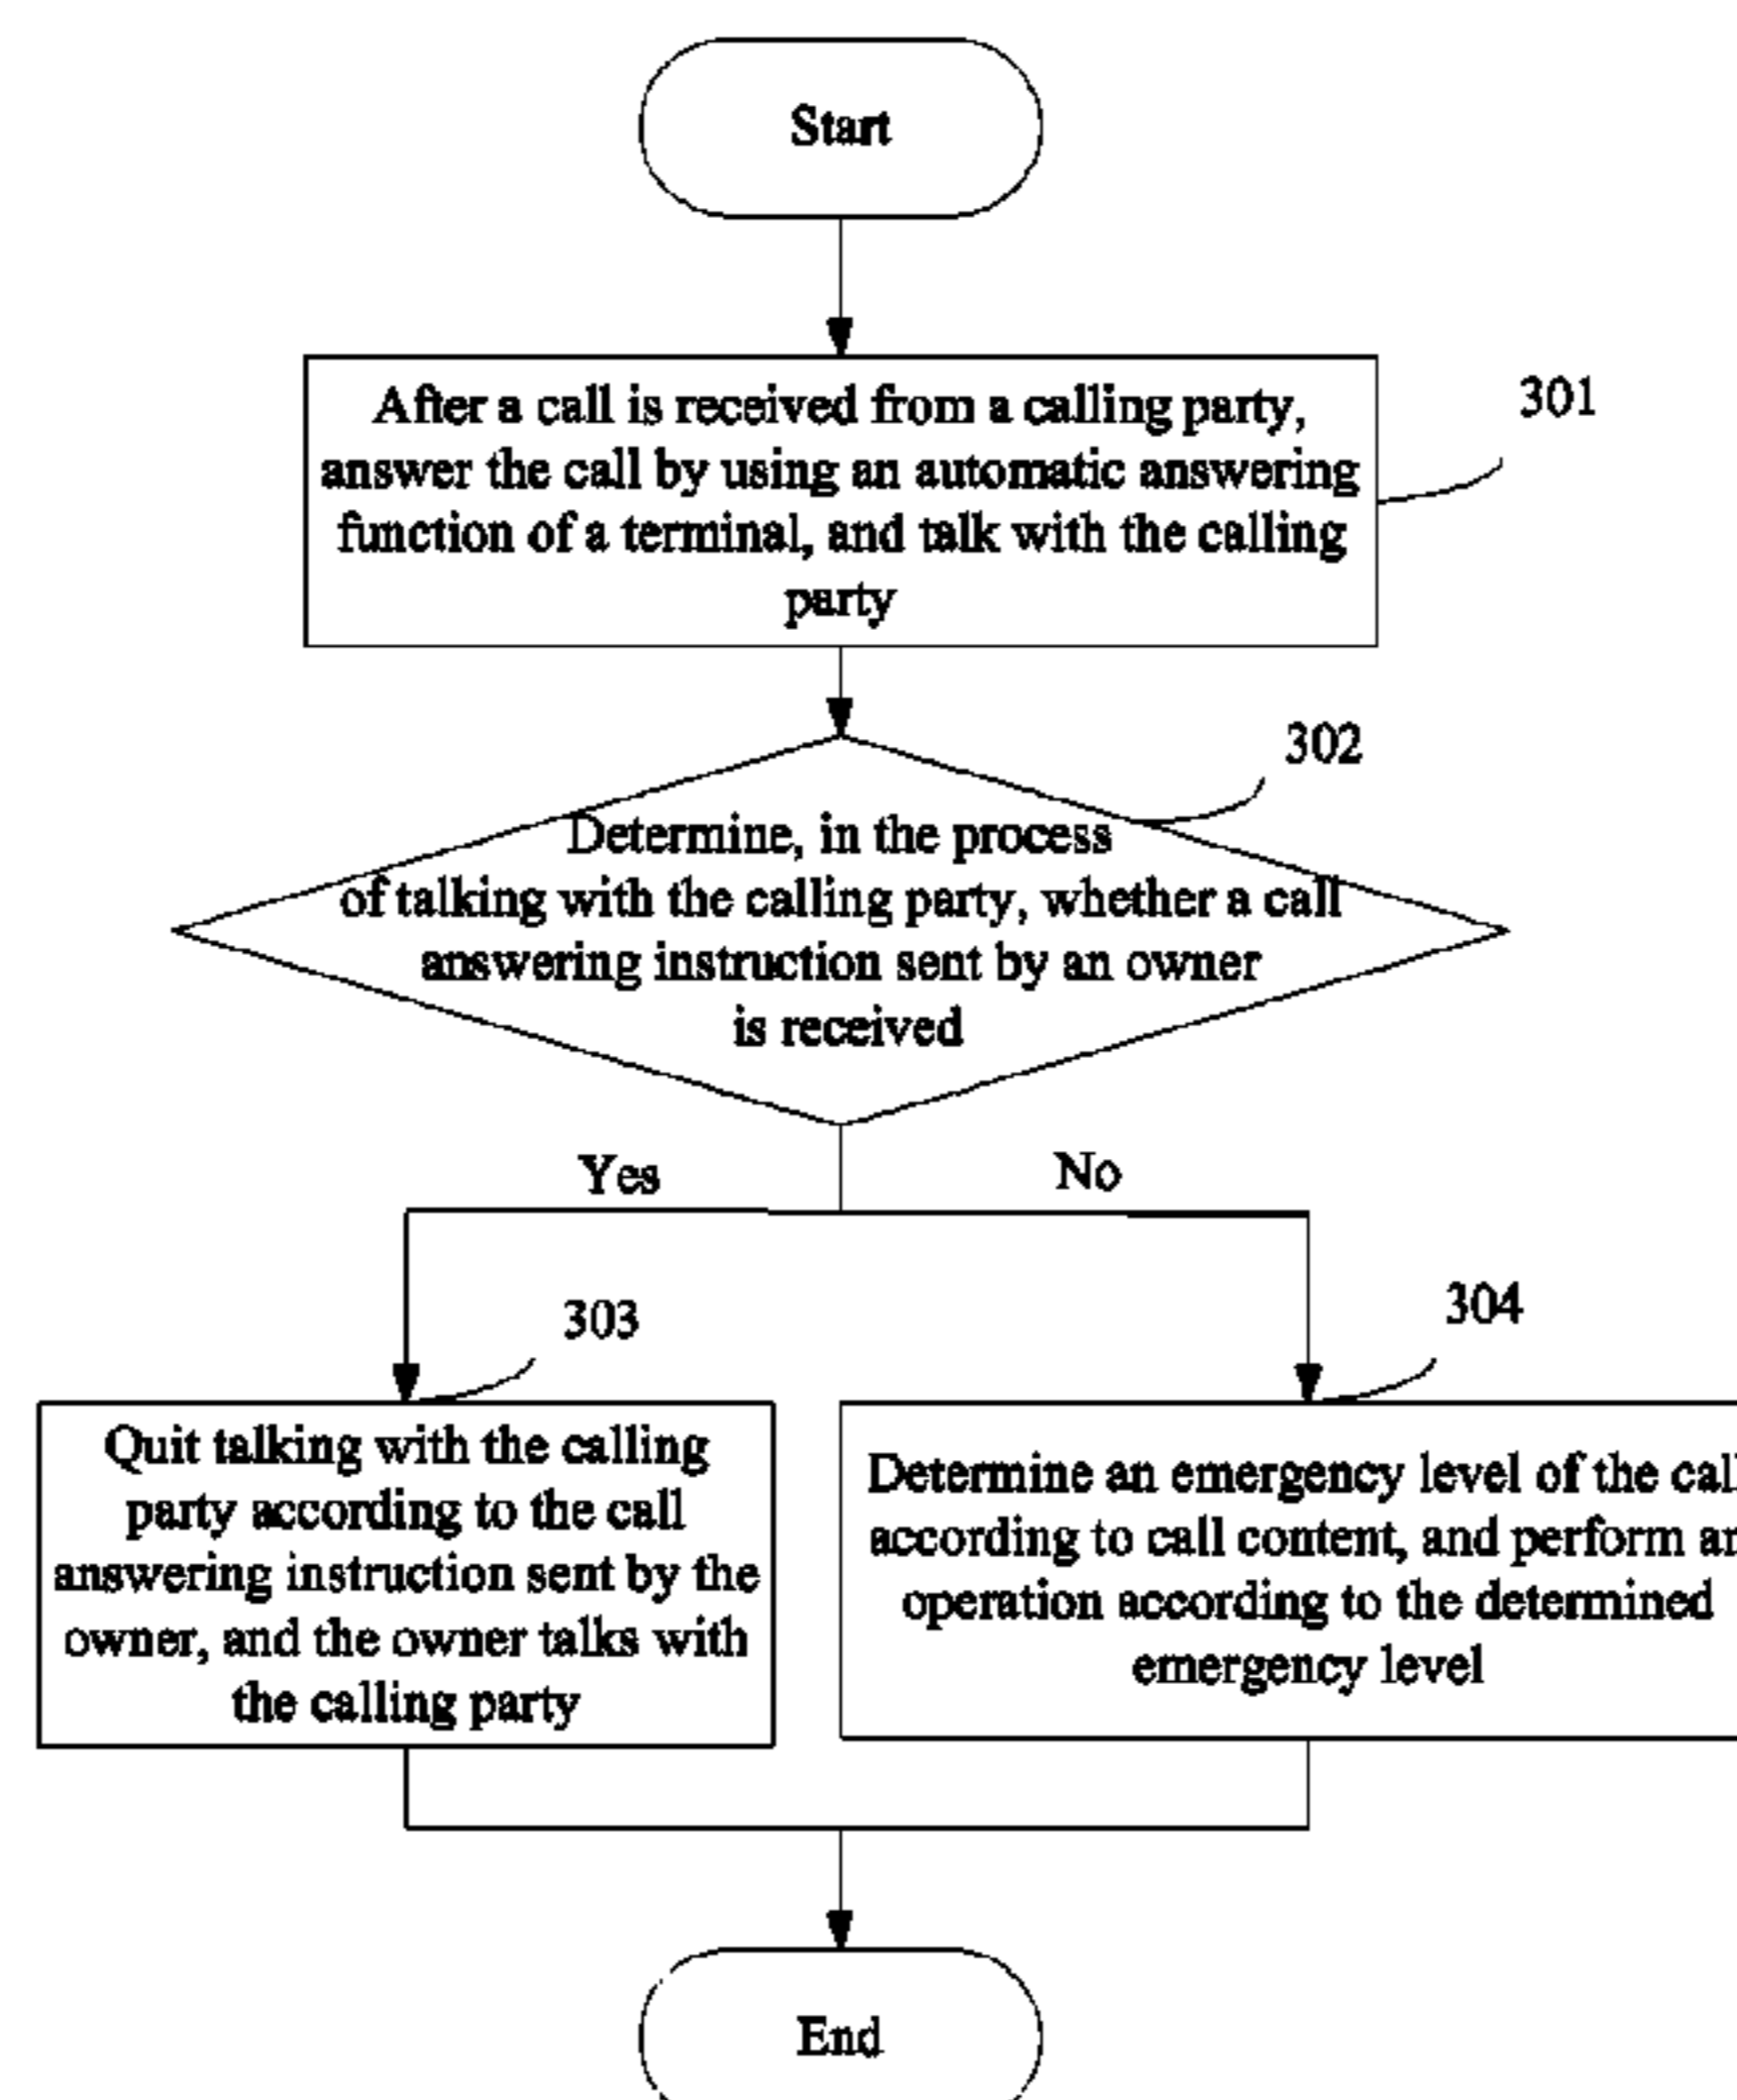 Start
After a call is received from a calling party,
answer the call by using an automatic answering
function of a terminal, and talk with the calling
party
301
302
Determine, in the process
of talking with the calling party, whether a call
answering instruction sent by an owner
is received
Yes
No
303
304
Quit talking with the calling
party according to the call
answering instruction sent by the
owner, and the owner talks with
the calling party
Determine an emergency level of the call
according to call content, and perform an
operation according to the determined
emergency level
End